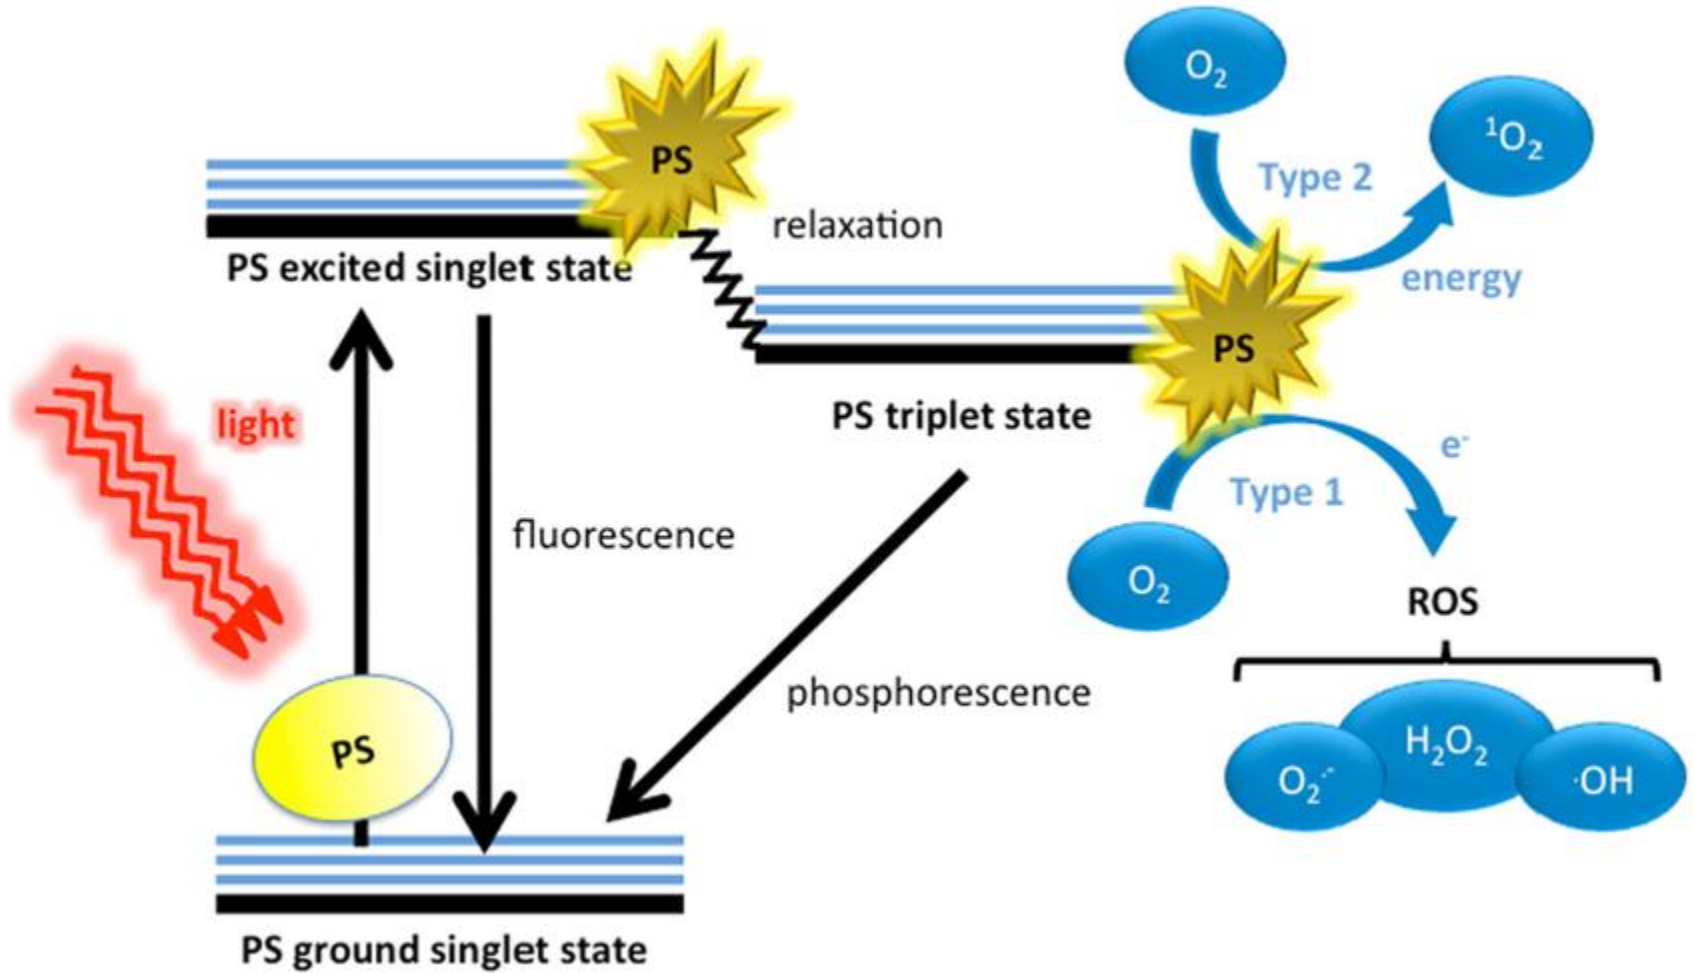 O₂
¹O₂
PS
Type 2
relaxation
PS excited singlet state
energy
PS
light
PS triplet state
e⁻
Type 1
fluorescence
O₂
ROS
phosphorescence
PS
H₂O₂
O₂·⁻
·OH
PS ground singlet state